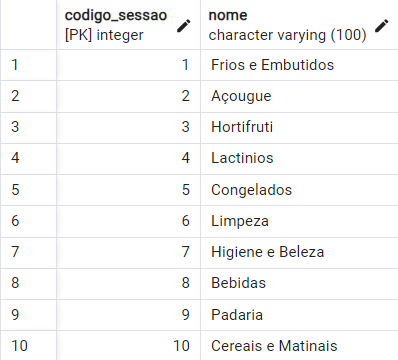 codigo_sessao nome
[PK] integer character varying (100)
1 1 Frios e Embutidos
2 2 Açougue
3 3 Hortifruti
4 4 Lactinios
5 5 Congelados
6 6 Limpeza
7 7 Higiene e Beleza
8 8 Bebidas
9 9 Padaria
10 10 Cereais e Matinais